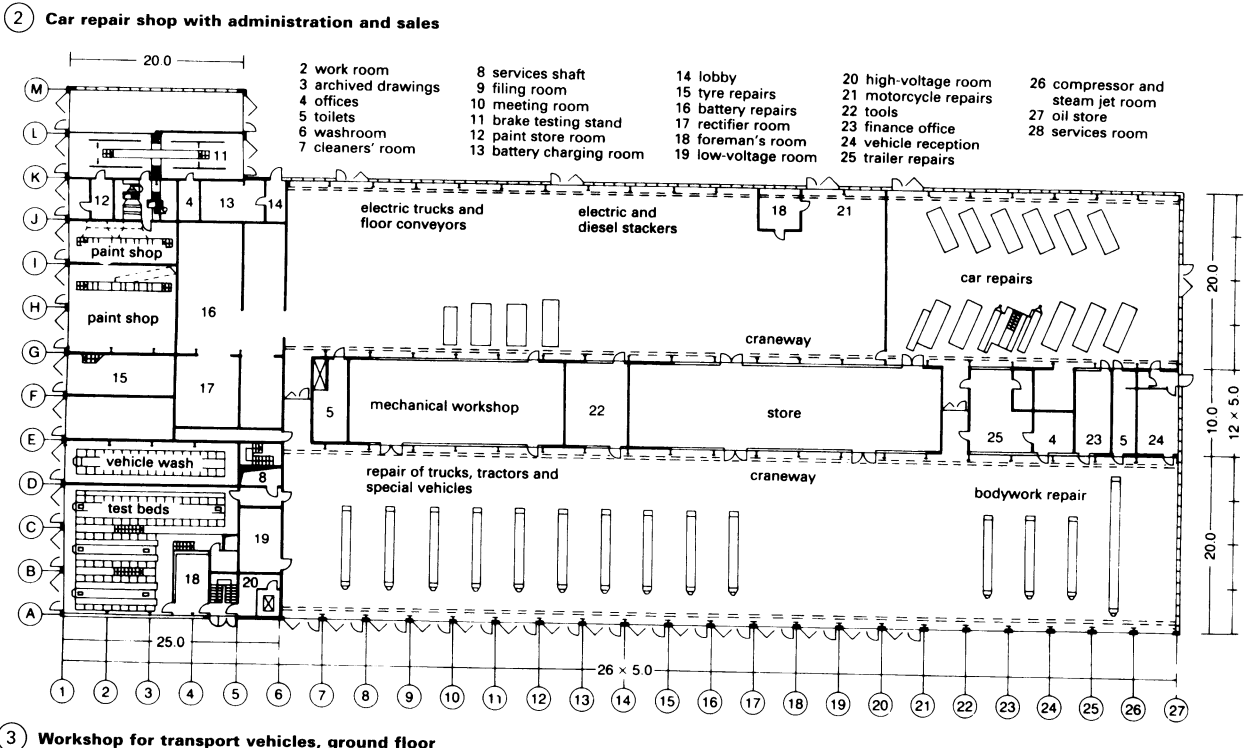 2 Car repair shop with administration and sales
20.0
2 work room
3 archived drawings
4 offices
5 toilets
6 washroom
7 cleaners' room
8 services shaft
9 filing room
10 meeting room
11 brake testing stand
12 paint store room
13 battery charging room
14 lobby
15 tyre repairs
16 battery repairs
17 rectifier room
18 foreman's room
19 low-voltage room
20 high-voltage room
21 motorcycle repairs
22 tools
23 finance office
24 vehicle reception
25 trailer repairs
26 compressor and
steam jet room
27 oil store
28 services room
M
L
11
K
12
4
13
14
electric trucks and
floor conveyors
electric and
diesel stackers
18
21
J
paint shop
I
car repairs
20.0
H
paint shop
16
craneway
G
15
17
F
5
mechanical workshop
22
store
25
4
23
5
24
10.0
12 × 5.0
E
vehicle wash
8
repair of trucks, tractors and
special vehicles
craneway
bodywork repair
D
test beds
C
19
20.0
B
18
20
A
25.0
26 × 5.0
1 2 3 4 5 6 7 8 9 10 11 12 13 14 15 16 17 18 19 20 21 22 23 24 25 26 27
3 Workshop for transport vehicles, ground floor